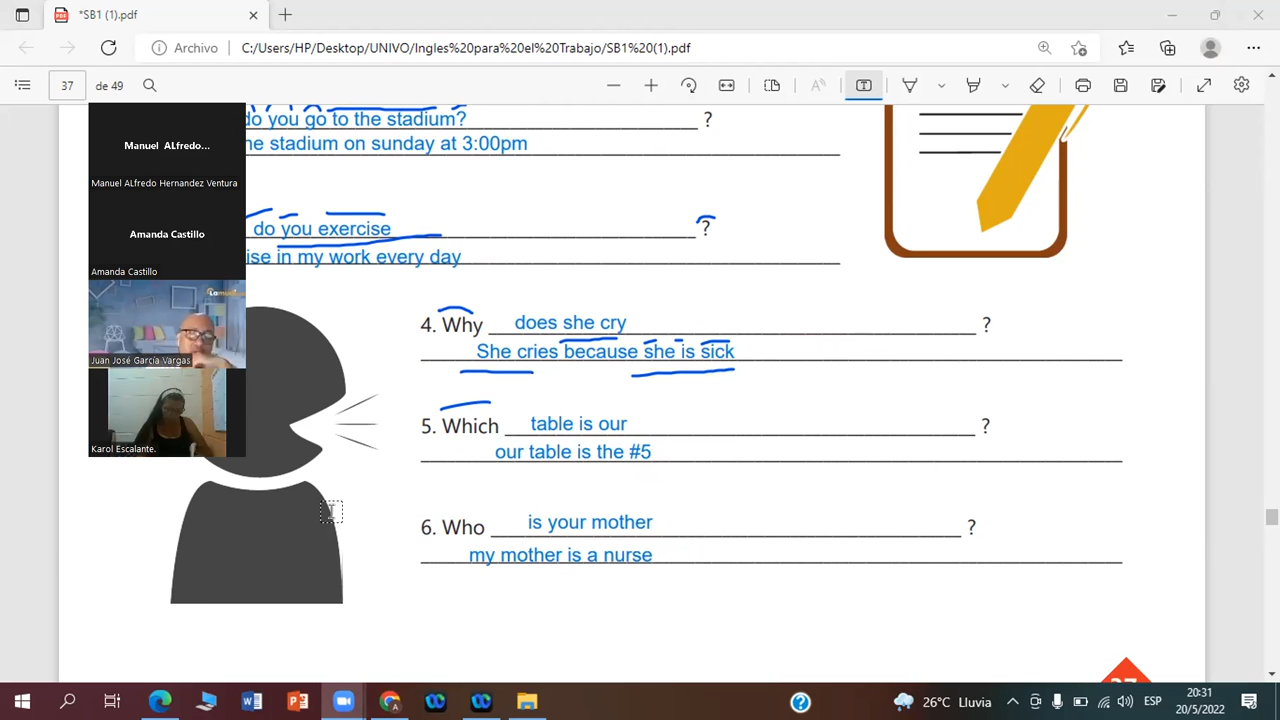 *SB1 (1).pdf
Archivo C:/Users/HP/Desktop/UNIVO/Ingles%20para%20el%20Trabajo/SB1%20(1).pdf
37 de 49
do you go to the stadium? ?
he stadium on sunday at 3:00pm
Manuel ALfredo...
Manuel ALfredo Hernandez Ventura
do you exercise ?
ise in my work every day
Amanda Castillo
Amanda Castillo
Juan José García Vargas
Karol Escalante.
4. Why does she cry ?
She cries because she is sick
5. Which table is our ?
our table is the #5
6. Who is your mother ?
my mother is a nurse
26°C Lluvia
ESP
20:31
20/5/2022